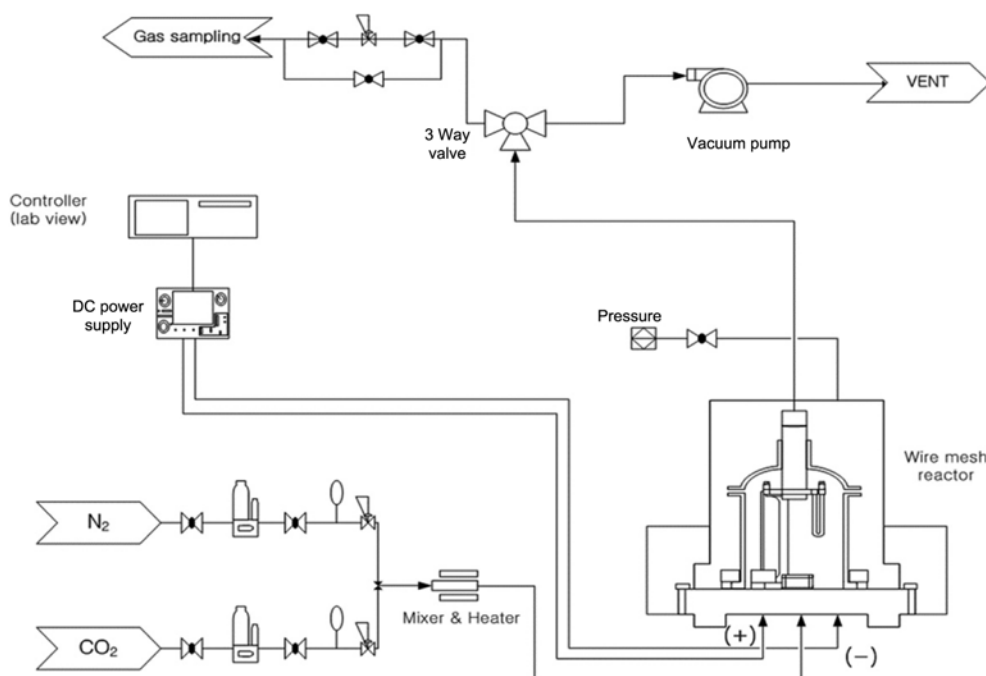 Gas sampling
VENT
3 Way
valve
Vacuum pump
Controller
(lab view)
DC power
supply
Pressure
Wire mesh
reactor
N₂
Mixer & Heater
CO₂
(+)
(−)